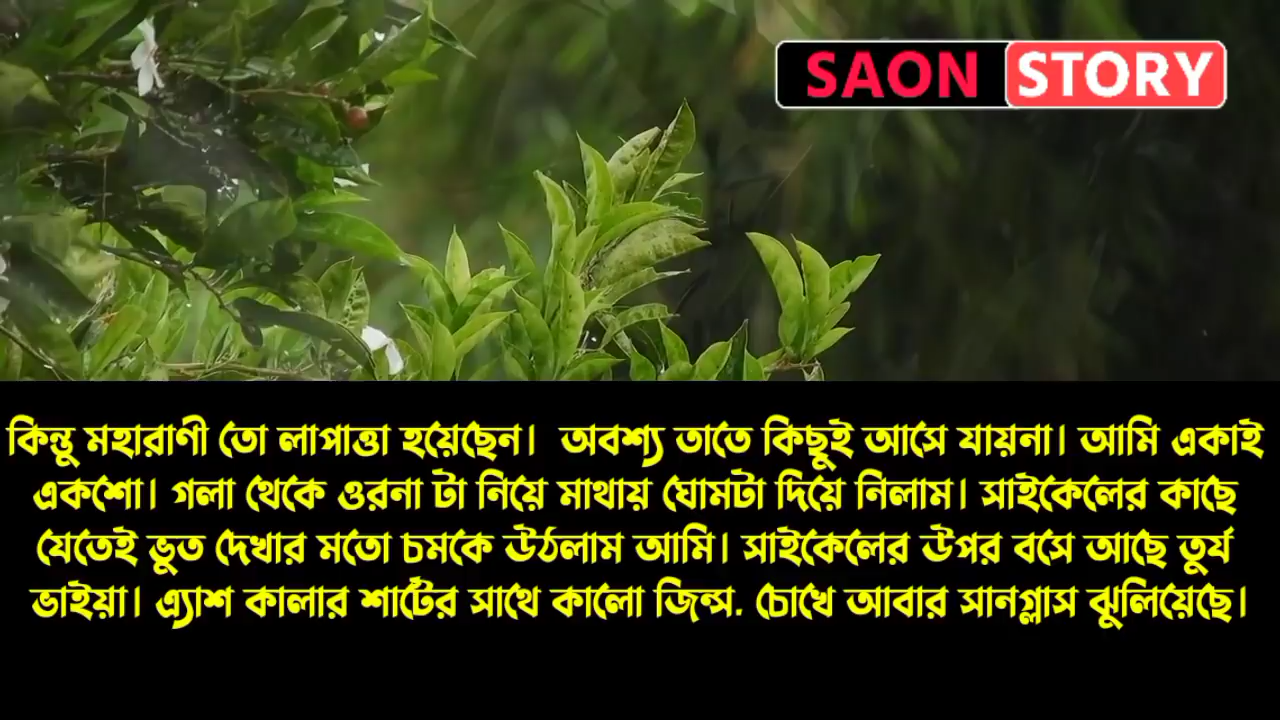 SAON STORY
কিন্তু মহারাণী তো লাপাত্তা হয়েছেন। অবশ্য তাতে কিছুই আসে যায়না। আমি একাই
একশো। গলা থেকে ওরনা টা নিয়ে মাথায় ঘোমটা দিয়ে নিলাম। সাইকেলের কাছে
যেতেই ভুত দেখার মতো চমকে উঠলাম আমি। সাইকেলের উপর বসে আছে তুর্য
ভাইয়া। এ্যাশ কালার শার্টের সাথে কালো জিন্স. চোখে আবার সানগ্লাস ঝুলিয়েছে।